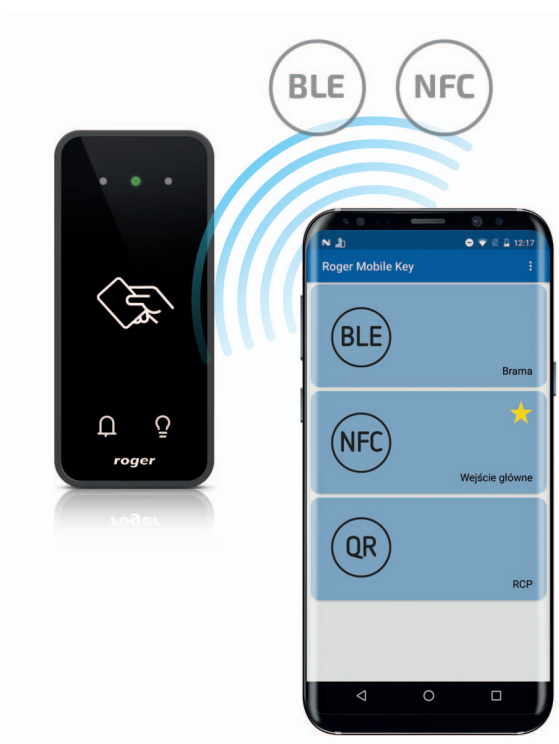 BLE NFC
12:17
Roger Mobile Key
BLE
Brama
NFC
Wejście główne
QR
RCP
roger